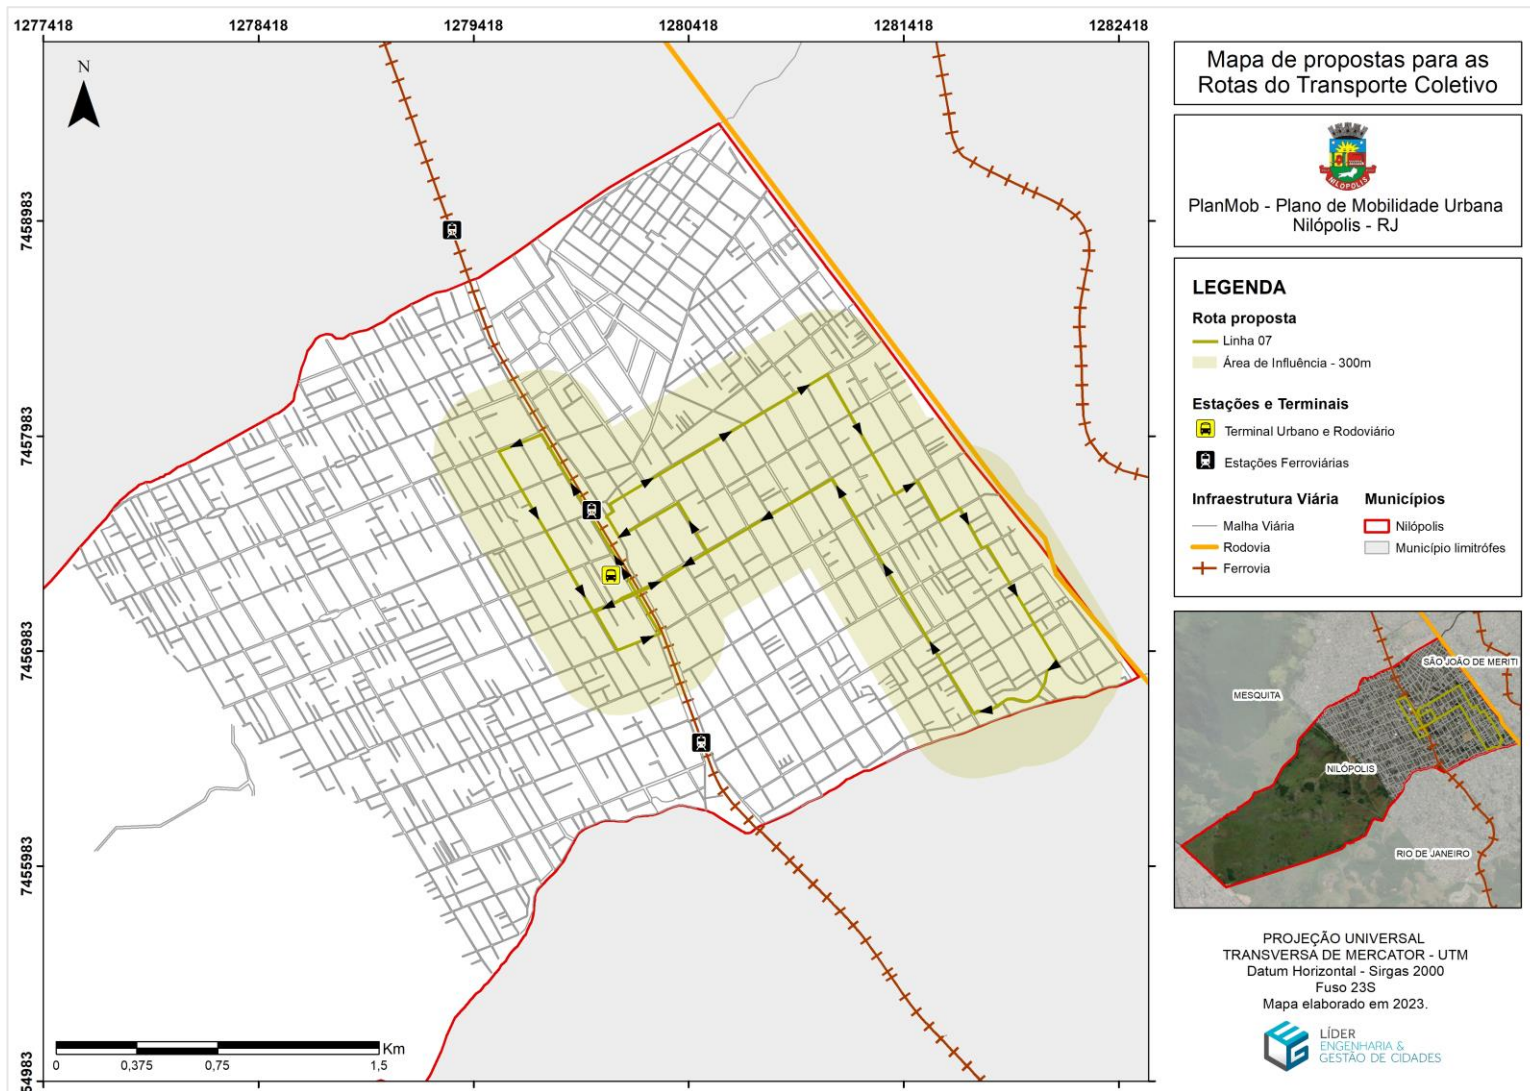 1277418
1278418
1279418
1280418
1281418
1282418
N
7458983
7457983
7456983
7455983
54983
0
0,375
0,75
1,5
Km
Mapa de propostas para as
Rotas do Transporte Coletivo
NILÓPOLIS
PlanMob - Plano de Mobilidade Urbana
Nilópolis - RJ
LEGENDA
Rota proposta
Linha 07
Área de Influência - 300m
Estações e Terminais
Terminal Urbano e Rodoviário
Estações Ferroviárias
Infraestrutura Viária
Malha Viária
Rodovia
Ferrovia
Municípios
Nilópolis
Município limitrófes
SÃO JOÃO DE MERITI
MESQUITA
NILÓPOLIS
RIO DE JANEIRO
PROJEÇÃO UNIVERSAL
TRANSVERSA DE MERCATOR - UTM
Datum Horizontal - Sirgas 2000
Fuso 23S
Mapa elaborado em 2023.
LÍDER
ENGENHARIA &
GESTÃO DE CIDADES